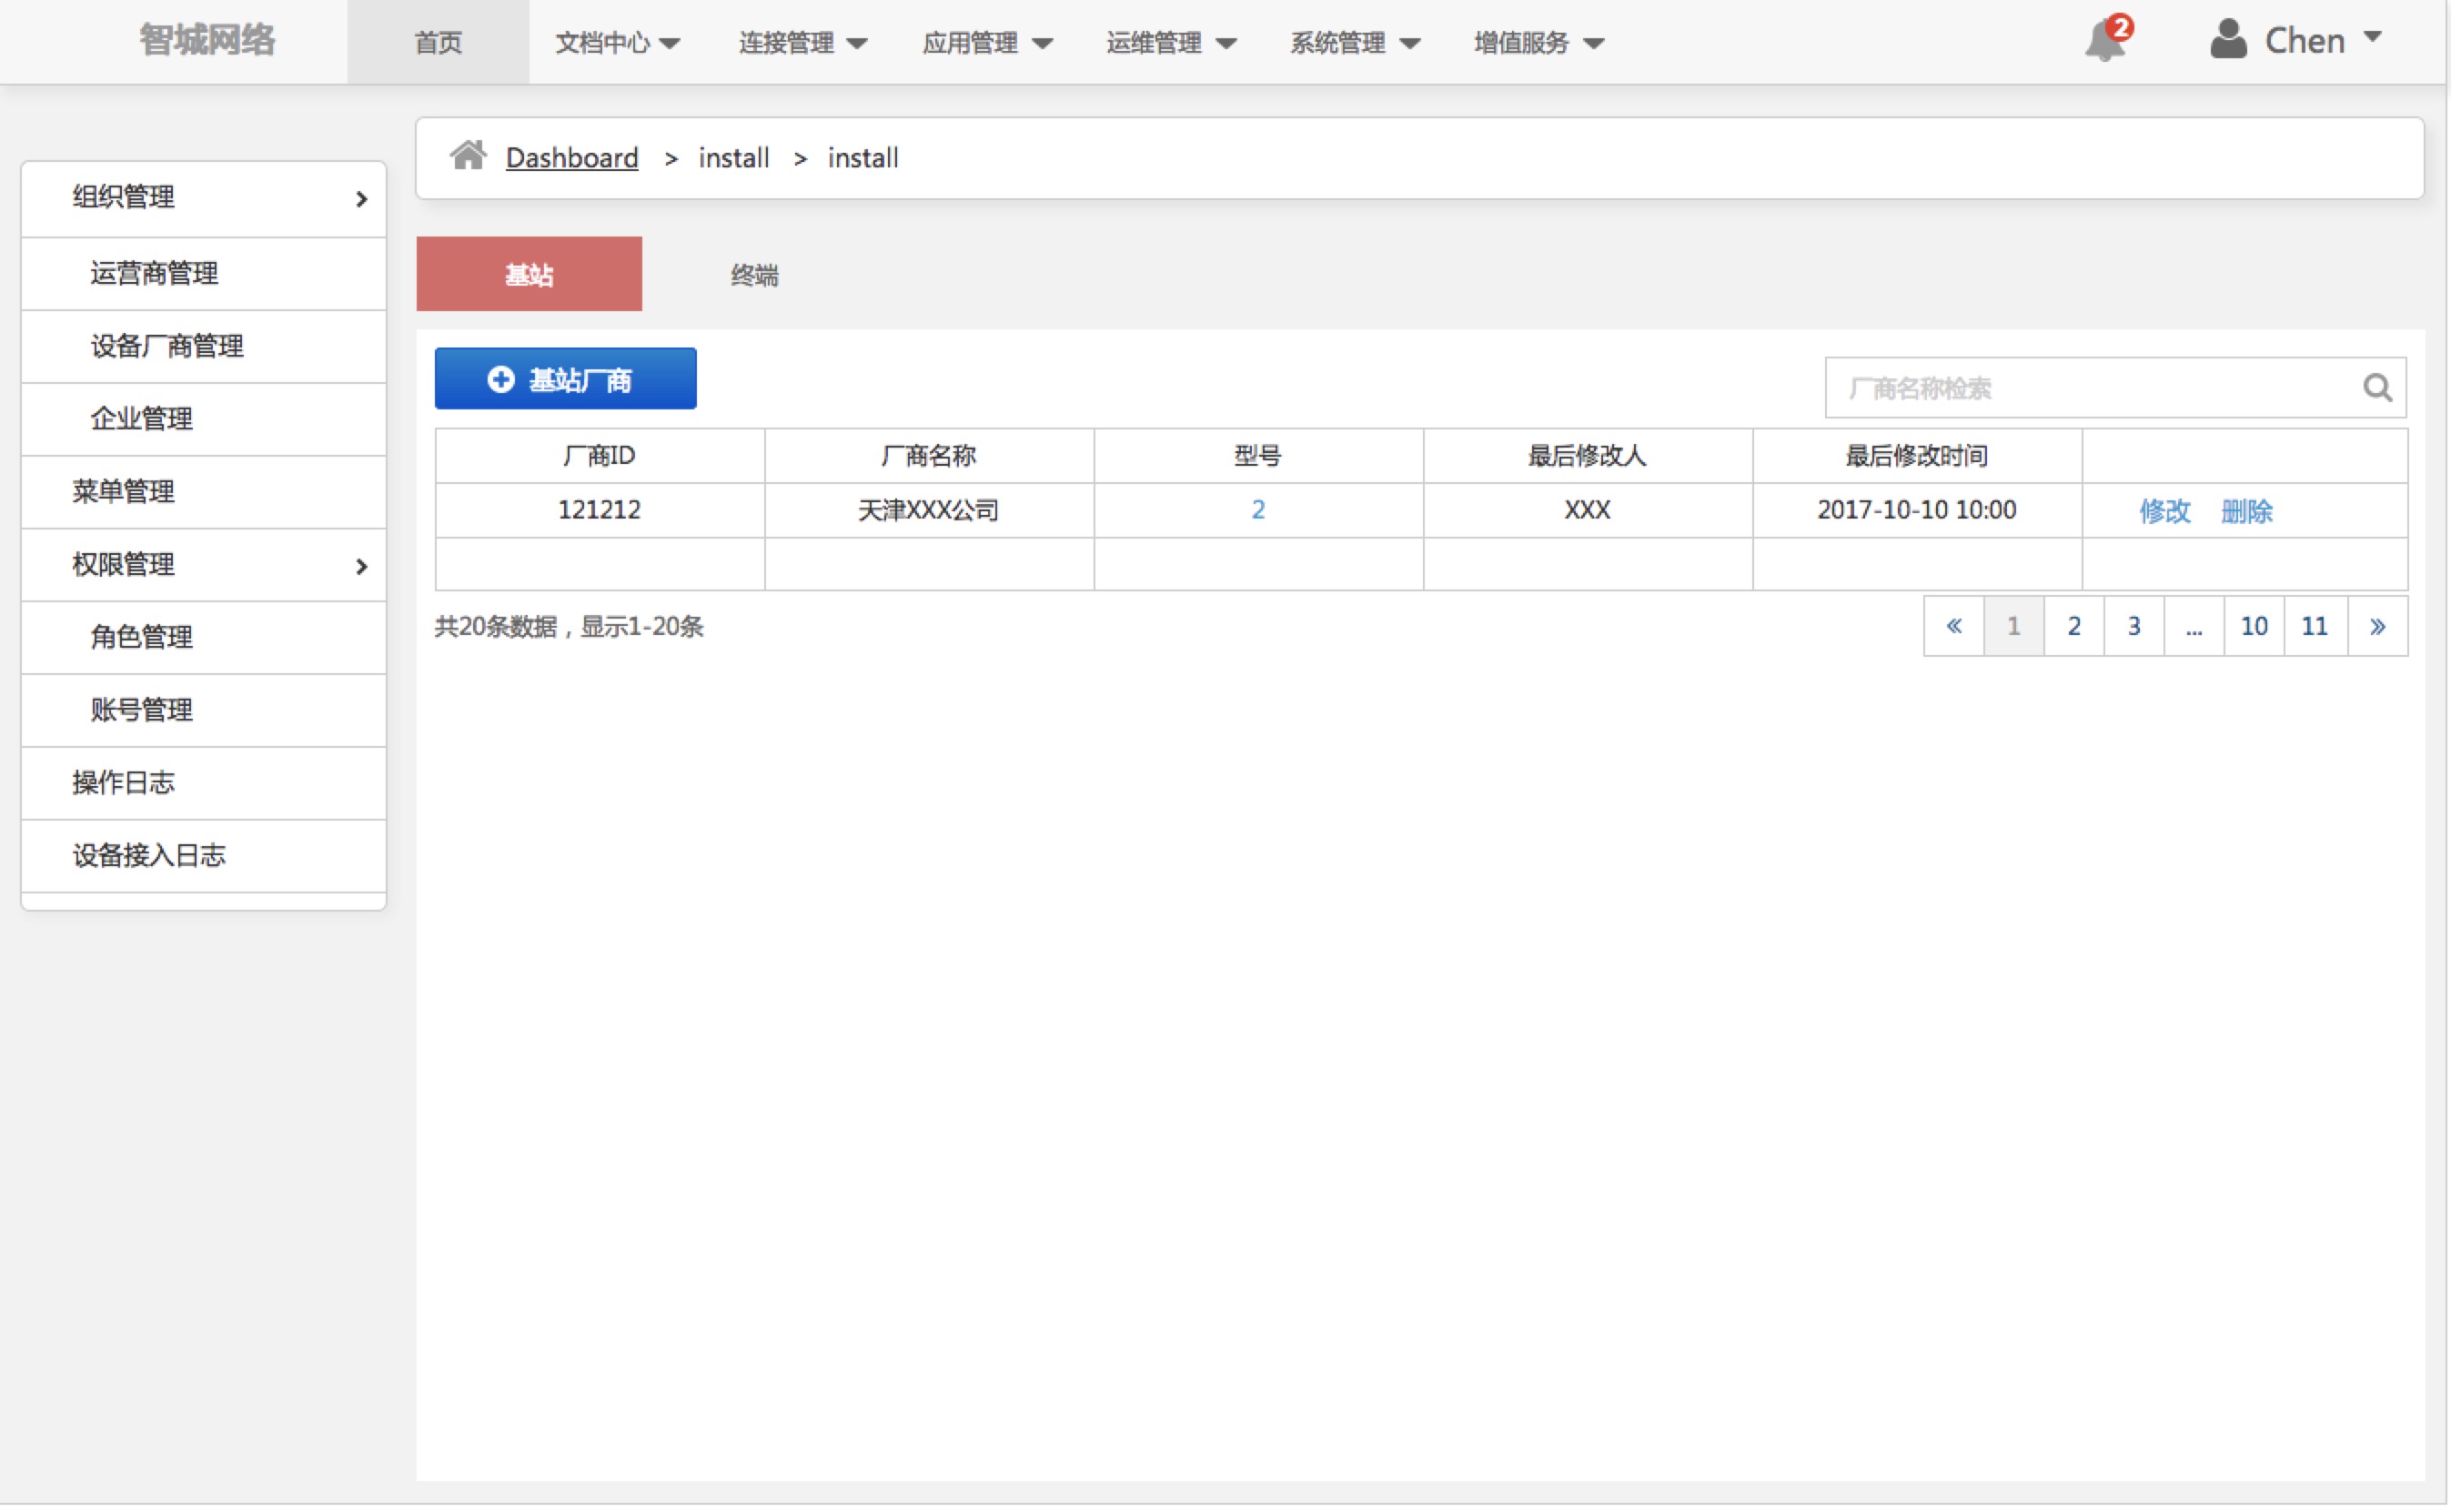 智城网络 首页 文档中心 连接管理 应用管理 运维管理 系统管理 增值服务 2 Chen
Dashboard > install > install
组织管理
运营商管理
设备厂商管理
企业管理
菜单管理
权限管理
角色管理
账号管理
操作日志
设备接入日志
基站 终端
基站厂商 厂商名称检索
厂商ID 厂商名称 型号 最后修改人 最后修改时间
121212 天津XXX公司 2 XXX 2017-10-10 10:00 修改 删除
共20条数据，显示1-20条 « 1 2 3 ... 10 11 »